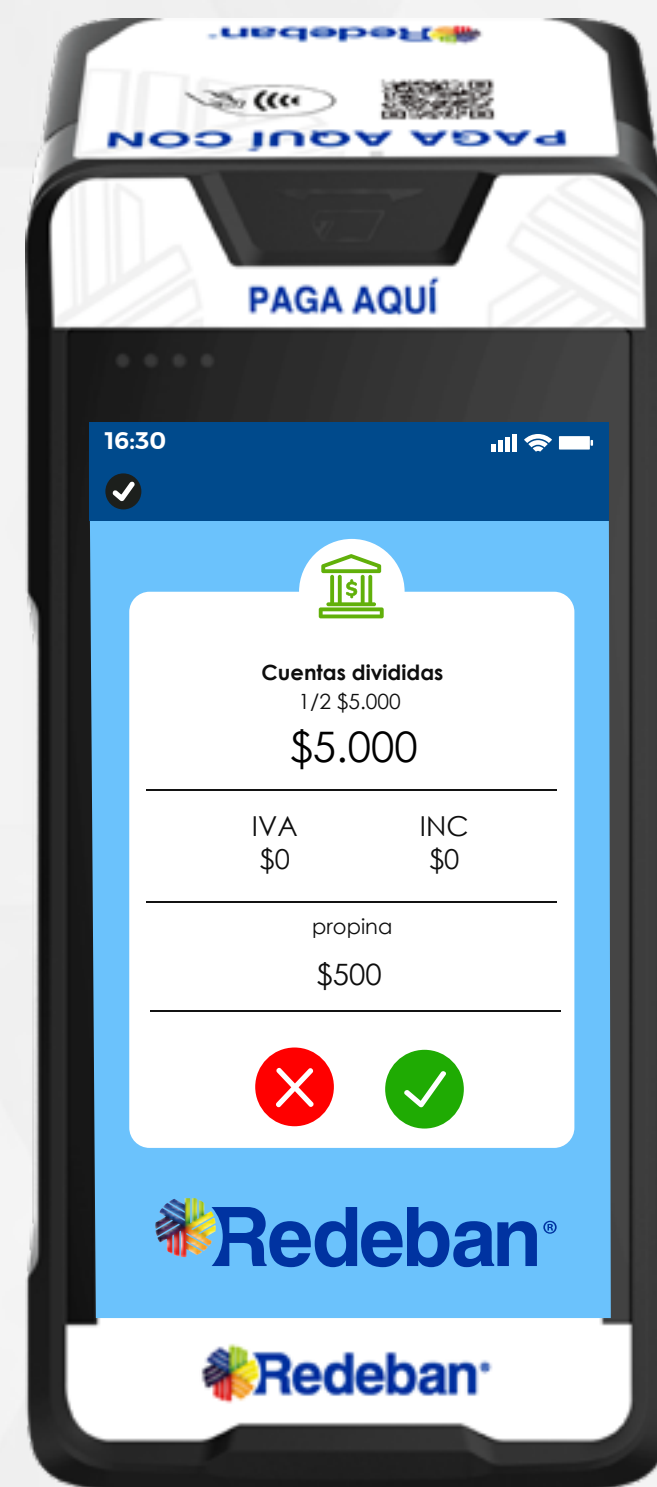 Redeban
PAGA AQUÍ CON
PAGA AQUÍ
16:30
Cuentas divididas
1/2 $5.000
$5.000
IVA INC
$0 $0
propina
$500
Redeban®
Redeban